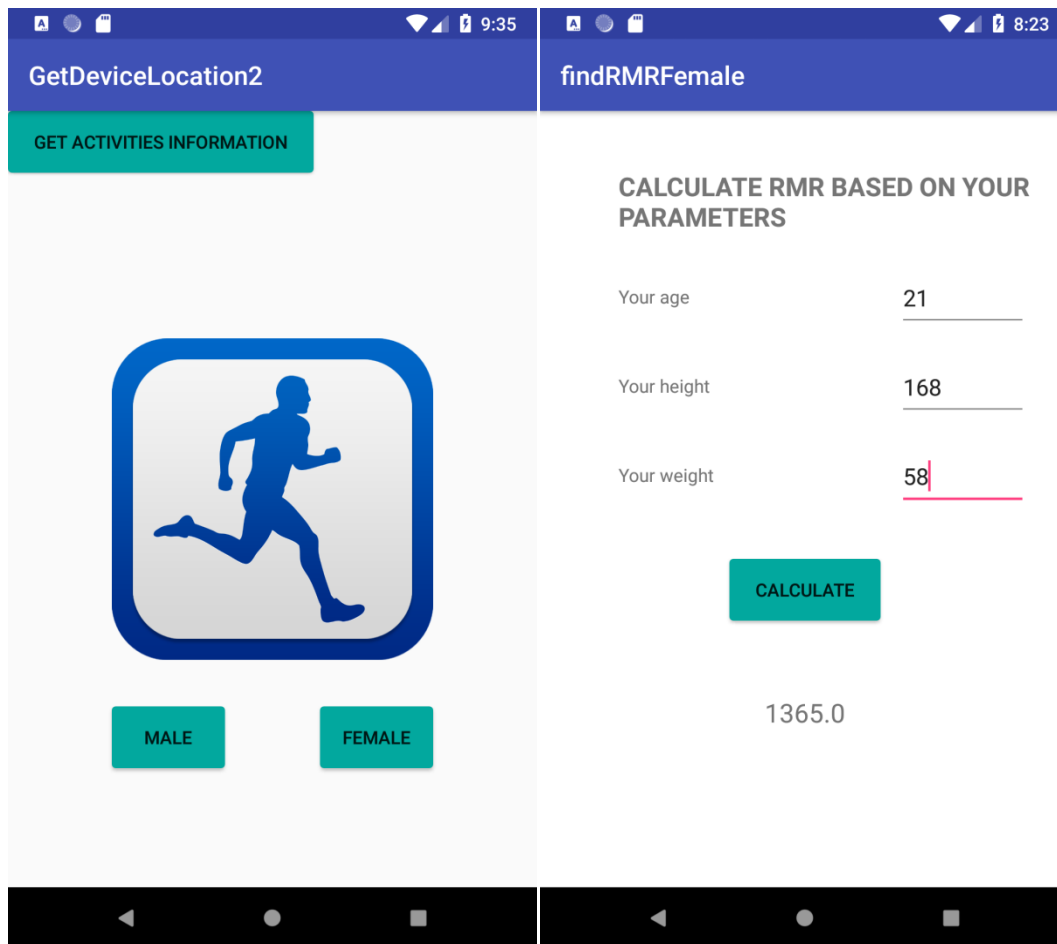 9:35
GetDeviceLocation2
GET ACTIVITIES INFORMATION
MALE
FEMALE
8:23
findRMRFemale
CALCULATE RMR BASED ON YOUR
PARAMETERS
Your age 21
Your height 168
Your weight 58
CALCULATE
1365.0